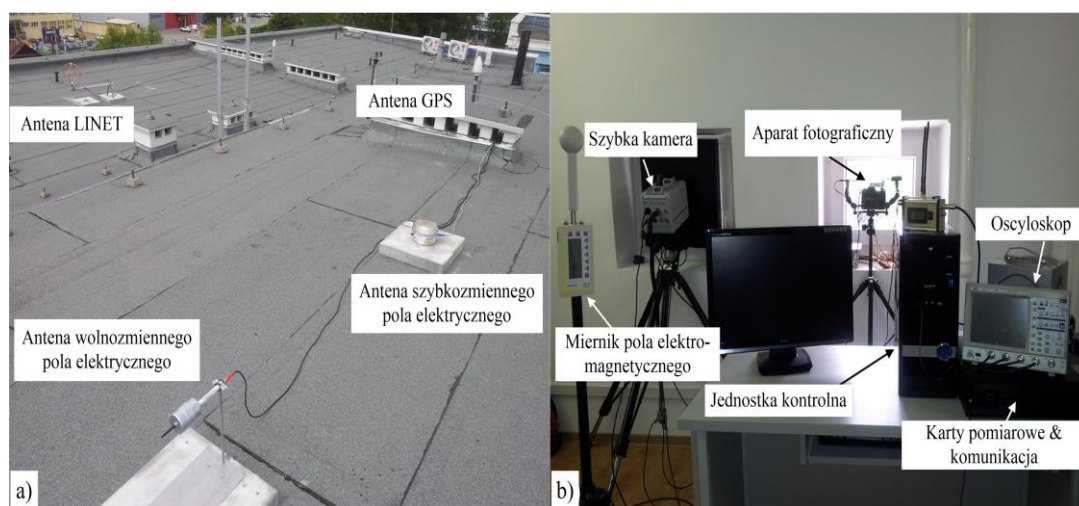 Antena LINET
Antena GPS
Antena szybkozmiennego
pola elektrycznego
Antena wolnozmiennego
pola elektrycznego
a)
Szybka kamera
Aparat fotograficzny
Oscyloskop
Miernik pola elektro-
magnetycznego
Jednostka kontrolna
Karty pomiarowe &
komunikacja
b)